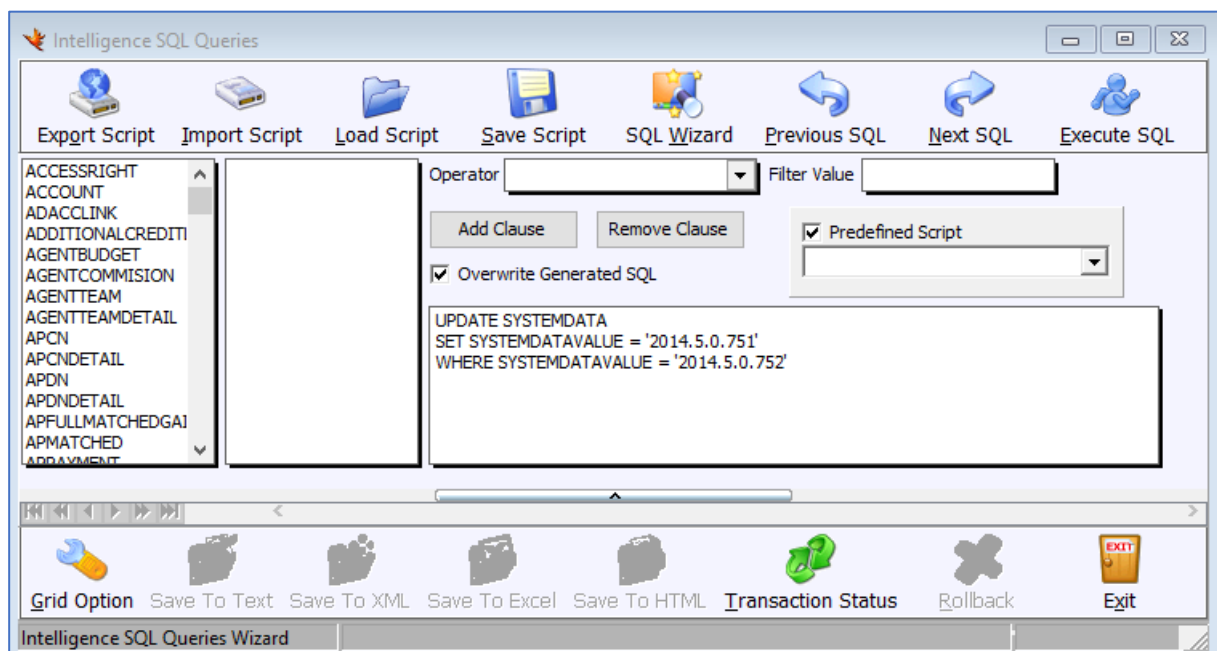 Intelligence SQL Queries
Export Script Import Script Load Script Save Script SQL Wizard Previous SQL Next SQL Execute SQL
ACCESSRIGHT
ACCOUNT
ADACCLINK
ADDITIONALCREDITI
AGENTBUDGET
AGENTCOMMISION
AGENTTEAM
AGENTTEAMDETAIL
APCN
APCNDETAIL
APDN
APDNDETAIL
APFULLMATCHEDGAI
APMATCHED
APPAYMENT
Operator Filter Value
Add Clause Remove Clause Predefined Script
Overwrite Generated SQL
UPDATE SYSTEMDATA
SET SYSTEMDATAVALUE = '2014.5.0.751'
WHERE SYSTEMDATAVALUE = '2014.5.0.752'
Grid Option Save To Text Save To XML Save To Excel Save To HTML Transaction Status Rollback Exit
EXIT
Intelligence SQL Queries Wizard